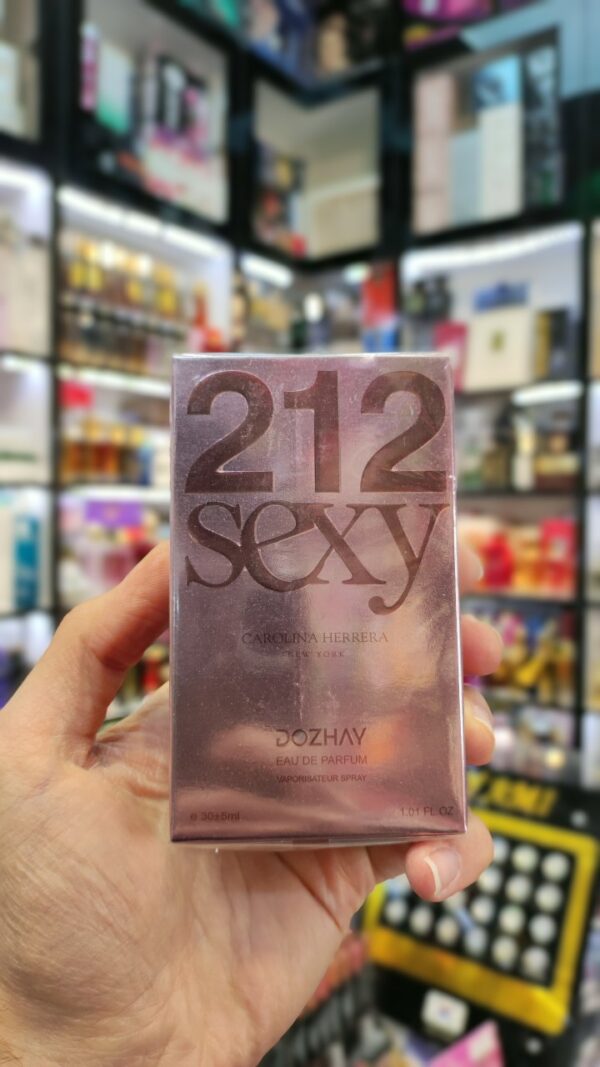 212
sexy
CAROLINA HERRERA
NEW YORK
DOZHAY
EAU DE PARFUM
VAPORISATEUR SPRAY
e 30±5ml 1.01 FL.OZ